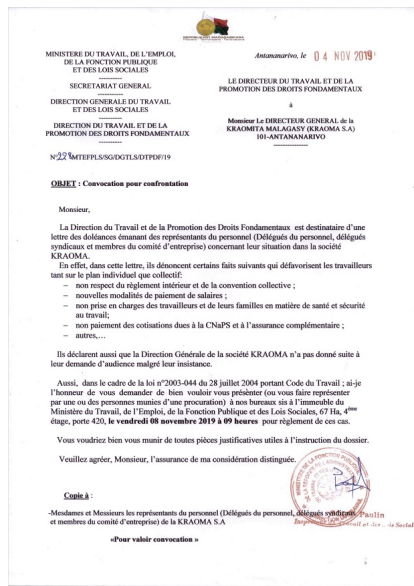 MINISTERE DU TRAVAIL, DE L'EMPLOI,
DE LA FONCTION PUBLIQUE
ET DES LOIS SOCIALES
SECRETARIAT GENERAL
DIRECTION GENERALE DU TRAVAIL
ET DES LOIS SOCIALES
DIRECTION DU TRAVAIL ET DE LA
PROMOTION DES DROITS FONDAMENTAUX
Antananarivo, le 04 NOV 2019
LE DIRECTEUR DU TRAVAIL ET DE LA
PROMOTION DES DROITS FONDAMENTAUX
à
Monsieur Le DIRECTEUR GENERAL de la
KRAOMITA MALAGASY (KRAOMA S.A)
101-ANTANANARIVO
N°228/MTEFPLS/SG/DGTLS/DTPDF/19
OBJET : Convocation pour confrontation
Monsieur,
La Direction du Travail et de la Promotion des Droits Fondamentaux est destinataire d'une
lettre des doléances émanant des représentants du personnel (Délégués du personnel, délégués
syndicaux et membres du comité d'entreprise) concernant leur situation dans la société
KRAOMA.
En effet, dans cette lettre, ils dénoncent certains faits suivants qui défavorisent les travailleurs
tant sur le plan individuel que collectif:
– non respect du règlement intérieur et de la convention collective ;
– nouvelles modalités de paiement de salaires ;
– non prise en charges des travailleurs et de leurs familles en matière de santé et sécurité
au travail;
– non paiement des cotisations dues à la CNaPS et à l'assurance complémentaire ;
– autres,…
Ils déclarent aussi que la Direction Générale de la société KRAOMA n'a pas donné suite à
leur demande d'audience malgré leur insistance.
Aussi, dans le cadre de la loi n°2003-044 du 28 juillet 2004 portant Code du Travail ; ai-je
l'honneur de vous demander de bien vouloir vous présenter (ou vous faire représenter
par une ou des personnes munies d'une procuration) à nos bureaux sis à l'immeuble du
Ministère du Travail, de l'Emploi, de la Fonction Publique et des Lois Sociales, 67 Ha, 4ème
étage, porte 420, le vendredi 08 novembre 2019 à 09 heures pour règlement de ces cas.
Vous voudriez bien vous munir de toutes pièces justificatives utiles à l'instruction du dossier.
Veuillez agréer, Monsieur, l'assurance de ma considération distinguée.
Copie à :
-Mesdames et Messieurs les représentants du personnel (Délégués du personnel, délégués syndicaux
et membres du comité d'entreprise) de la KRAOMA S.A
Paulin
Travail et des Lois Social
«Pour valoir convocation»